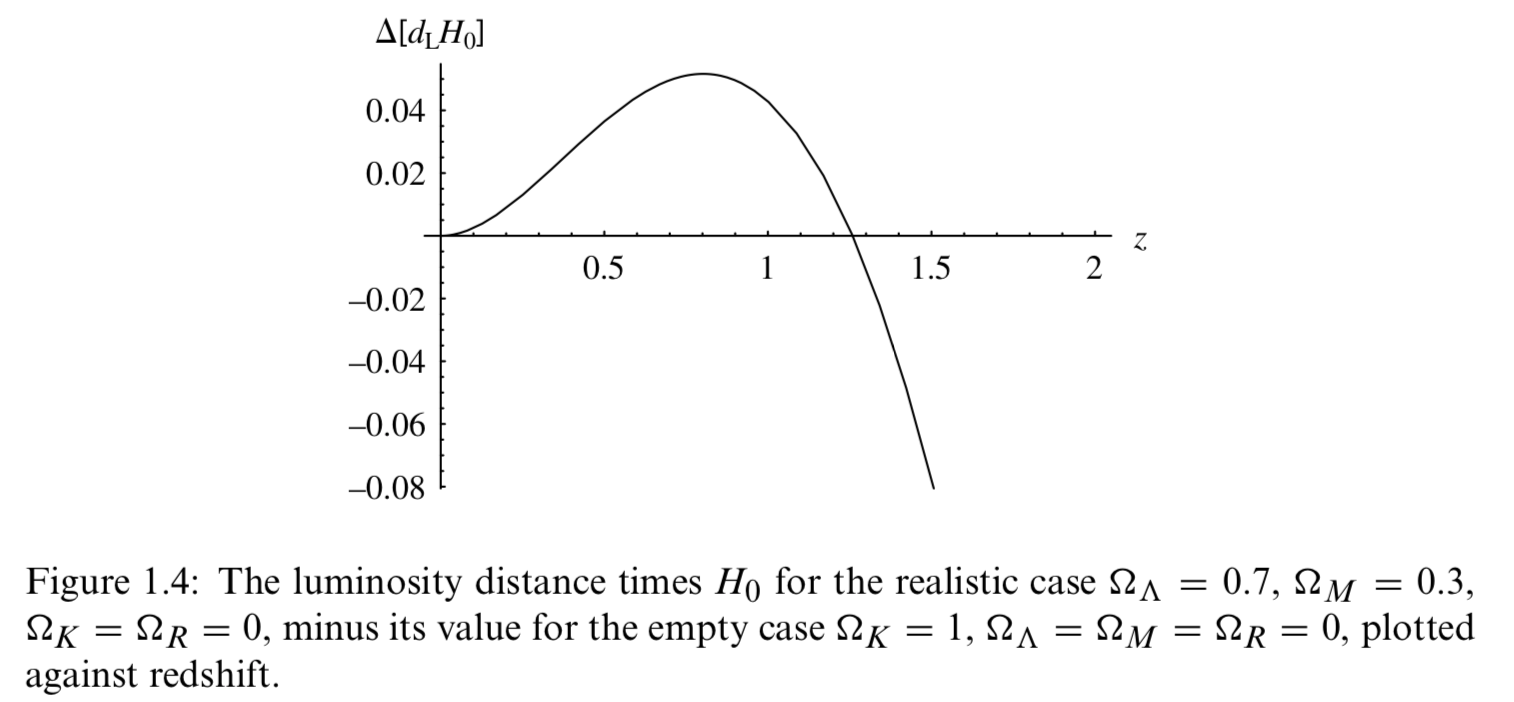 Δ[d_L H_0]
0.04
0.02
0.5 1 1.5 2 z
–0.02
–0.04
–0.06
–0.08
Figure 1.4: The luminosity distance times H_0 for the realistic case Ω_Λ = 0.7, Ω_M = 0.3,
Ω_K = Ω_R = 0, minus its value for the empty case Ω_K = 1, Ω_Λ = Ω_M = Ω_R = 0, plotted
against redshift.